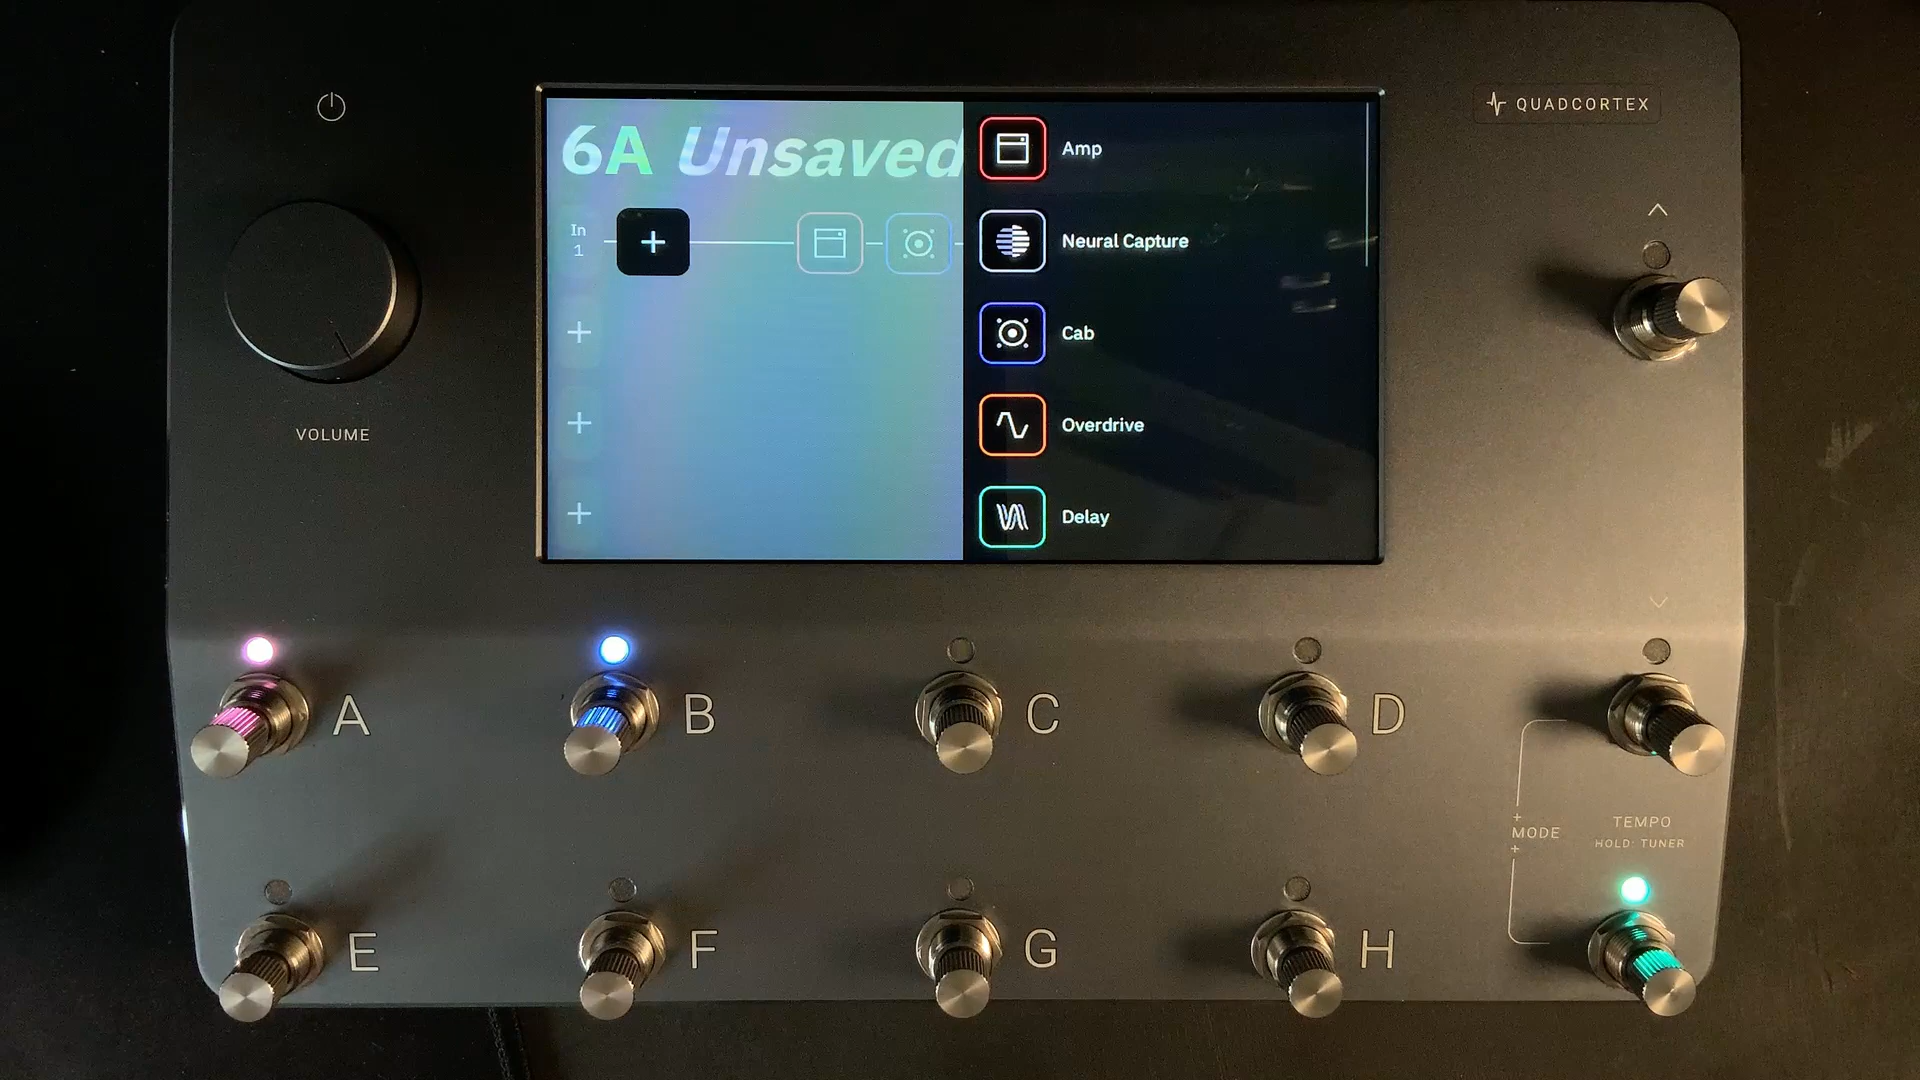 QUADCORTEX
6A Unsaved
In
1
Amp
Neural Capture
Cab
Overdrive
Delay
VOLUME
A
B
C
D
+
MODE
+
TEMPO
HOLD: TUNER
E
F
G
H